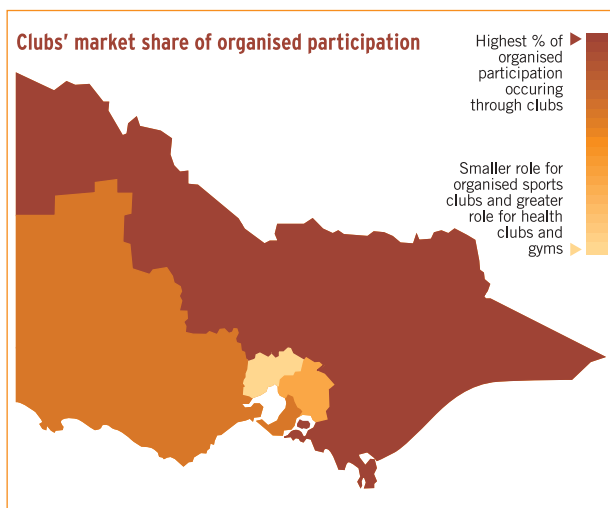 Clubs' market share of organised participation
Highest % of
organised
participation
occuring
through clubs
Smaller role for
organised sports
clubs and greater
role for health
clubs and
gyms